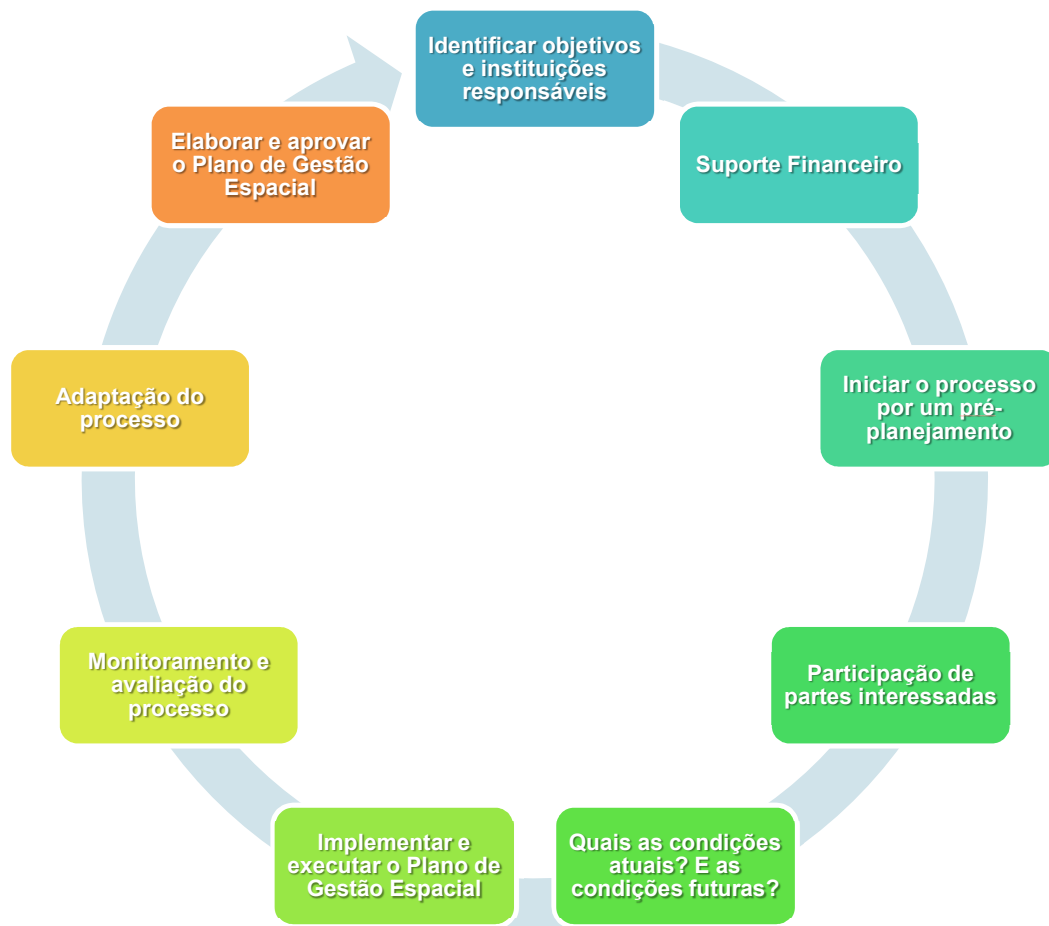 Identificar objetivos
e instituições
responsáveis
Suporte Financeiro
Iniciar o processo
por um pré-
planejamento
Participação de
partes interessadas
Quais as condições
atuais? E as
condições futuras?
Implementar e
executar o Plano de
Gestão Espacial
Monitoramento e
avaliação do
processo
Adaptação do
processo
Elaborar e aprovar
o Plano de Gestão
Espacial